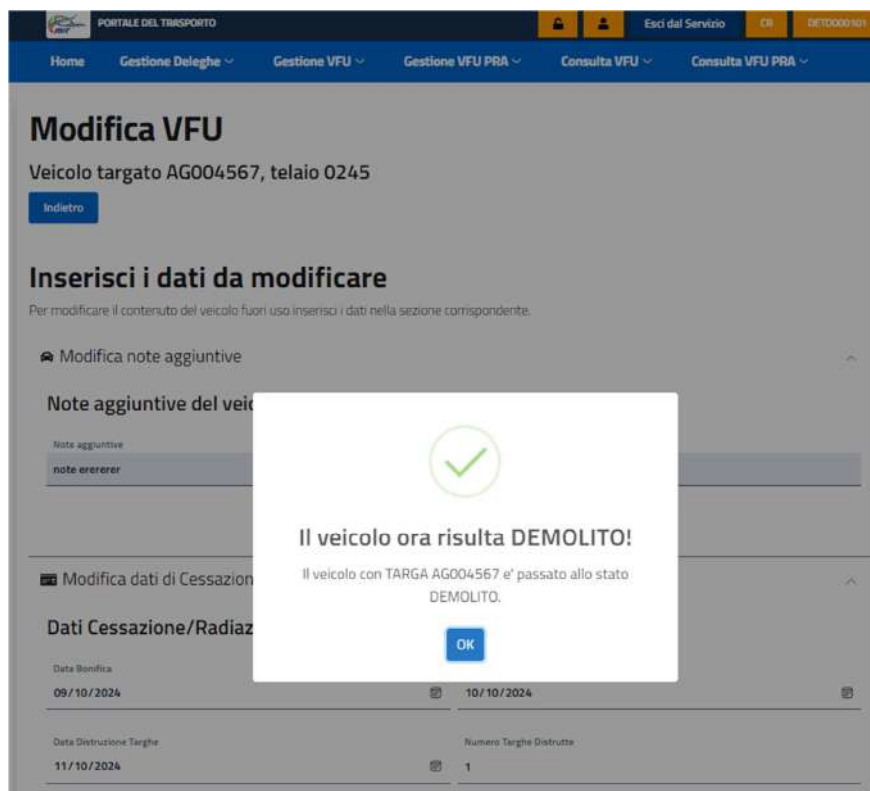 PORTALE DEL TRASPORTO
Esci dal Servizio
CR
DETO000101
Home Gestione Deleghe Gestione VFU Gestione VFU PRA Consulta VFU Consulta VFU PRA
Modifica VFU
Veicolo targato AG004567, telaio 0245
Indietro
Inserisci i dati da modificare
Per modificare il contenuto del veicolo fuori uso inserisci i dati nella sezione corrispondente.
Modifica note aggiuntive
Note aggiuntive del veic
Note aggiuntive
note erererer
Il veicolo ora risulta DEMOLITO!
Il veicolo con TARGA AG004567 e' passato allo stato
DEMOLITO.
OK
Modifica dati di Cessazion
Dati Cessazione/Radiaz
Data Bonifica
09/10/2024
10/10/2024
Data Distruzione Targhe
Numero Targhe Distrutte
11/10/2024
1